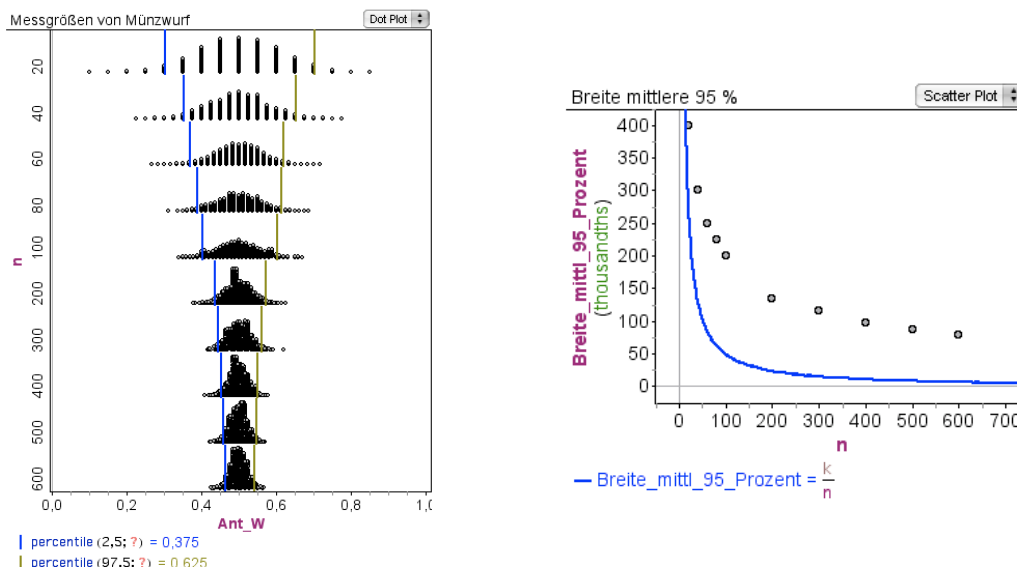 Messgrößen von Münzwurf
Dot Plot
20
40
60
80
100
200
300
400
500
600
n
0,0 0,2 0,4 0,6 0,8 1,0
Ant_W
percentile (2,5; ?) = 0,375
percentile (97,5; ?) = 0,625
Breite mittlere 95 %
Scatter Plot
Breite_mittl_95_Prozent
(thousandths)
400
350
300
250
200
150
100
50
0
0 100 200 300 400 500 600 700
n
Breite_mittl_95_Prozent = k/n